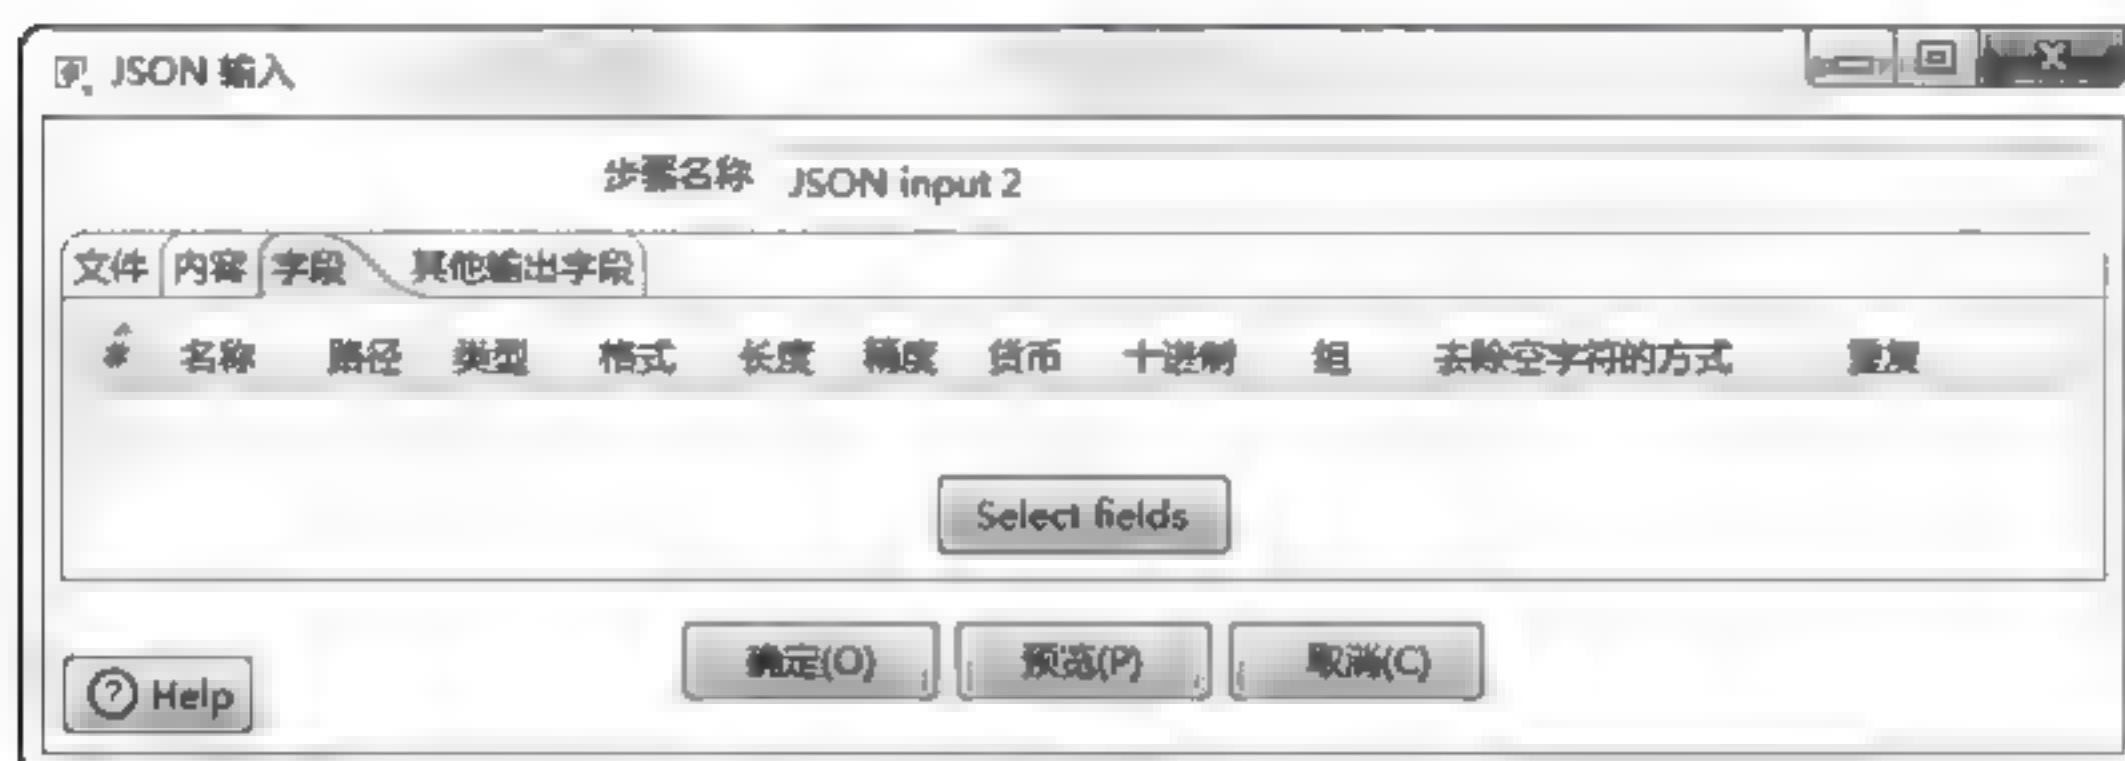 JSON 输入
步骤名称 JSON input 2
文件 内容 字段 其他输出字段
# 名称 路径 类型 格式 长度 精度 货币 十进制 组 去除空字符的方式 重复
Select fields
确定(O) 预览(P) 取消(C)
Help